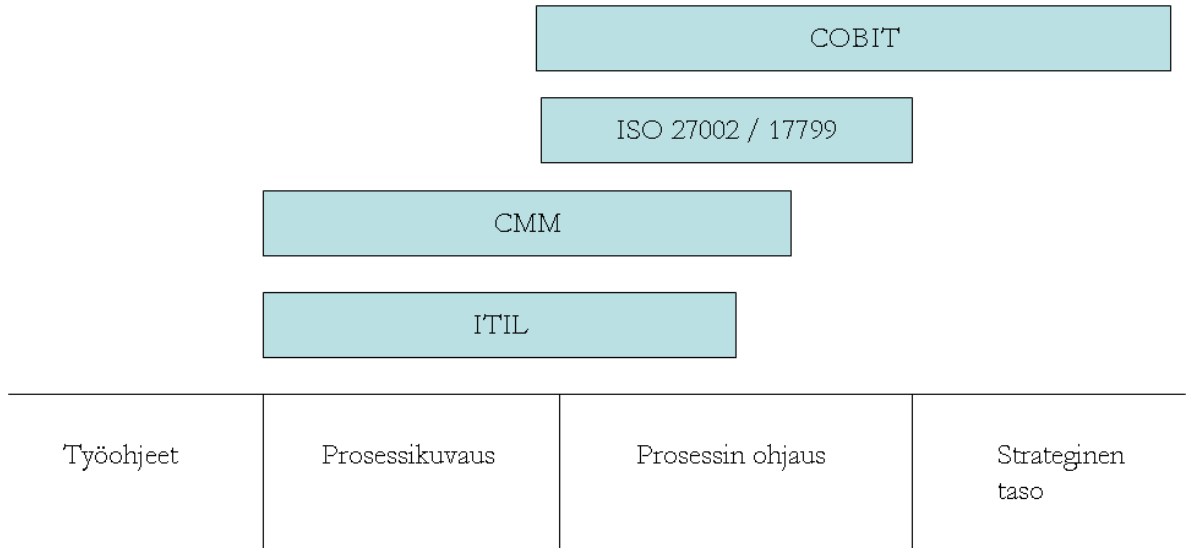 COBIT
ISO 27002 / 17799
CMM
ITIL
Työohjeet
Prosessikuvaus
Prosessin ohjaus
Strateginen
taso